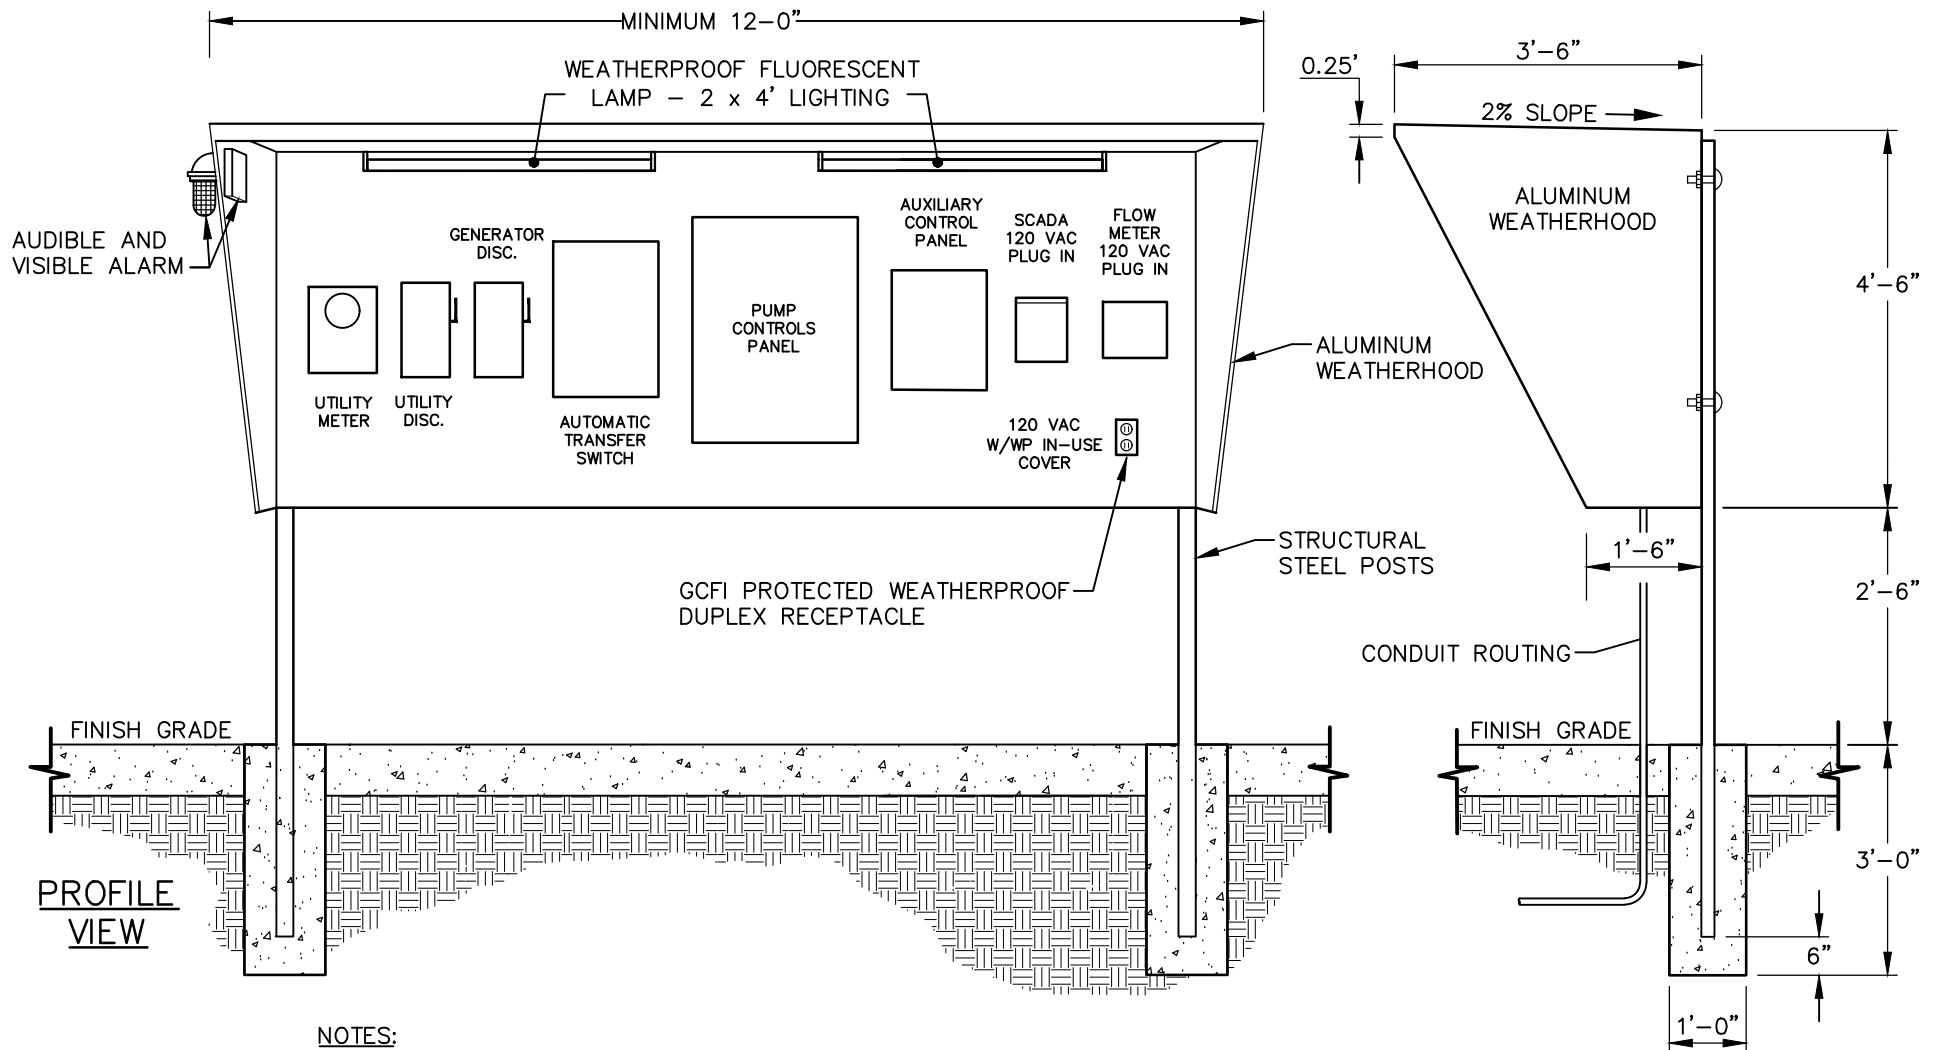 MINIMUM 12-0"
WEATHERPROOF FLUORESCENT
LAMP - 2 x 4' LIGHTING
AUDIBLE AND
VISIBLE ALARM
GENERATOR
DISC.
AUXILIARY
CONTROL
PANEL
SCADA
120 VAC
PLUG IN
FLOW
METER
120 VAC
PLUG IN
PUMP
CONTROLS
PANEL
UTILITY
METER
UTILITY
DISC.
AUTOMATIC
TRANSFER
SWITCH
120 VAC
W/WP IN-USE
COVER
ALUMINUM
WEATHERHOOD
STRUCTURAL
STEEL POSTS
GCFI PROTECTED WEATHERPROOF
DUPLEX RECEPTACLE
FINISH GRADE
PROFILE
VIEW
NOTES:
3'-6"
0.25'
2% SLOPE
ALUMINUM
WEATHERHOOD
4'-6"
1'-6"
2'-6"
CONDUIT ROUTING
FINISH GRADE
3'-0"
6"
1'-0"